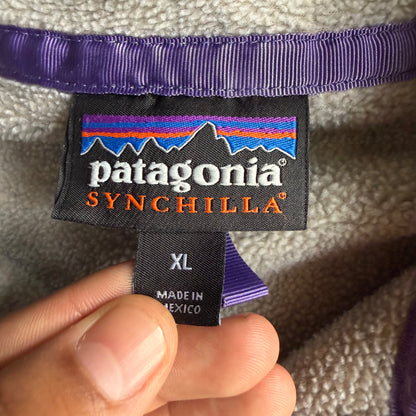 patagonia®
SYNCHILLA®
XL
MADE IN
MEXICO